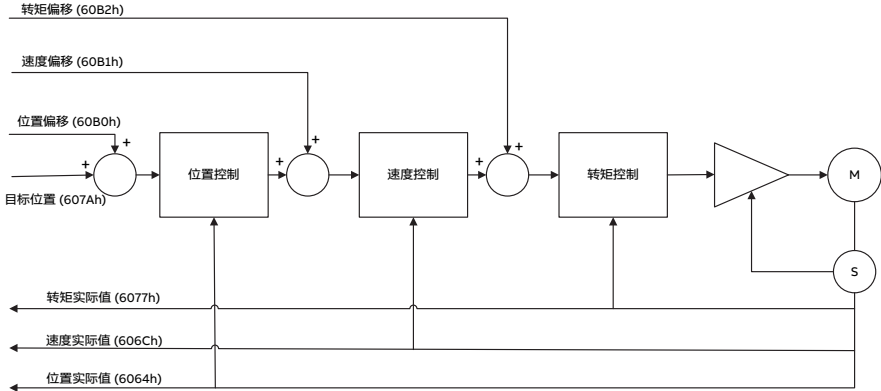 转矩偏移 (60B2h)
速度偏移 (60B1h)
位置偏移 (60B0h)
+
+
+
+
+
+
目标位置 (607Ah)
位置控制
速度控制
转矩控制
M
S
转矩实际值 (6077h)
速度实际值 (606Ch)
位置实际值 (6064h)